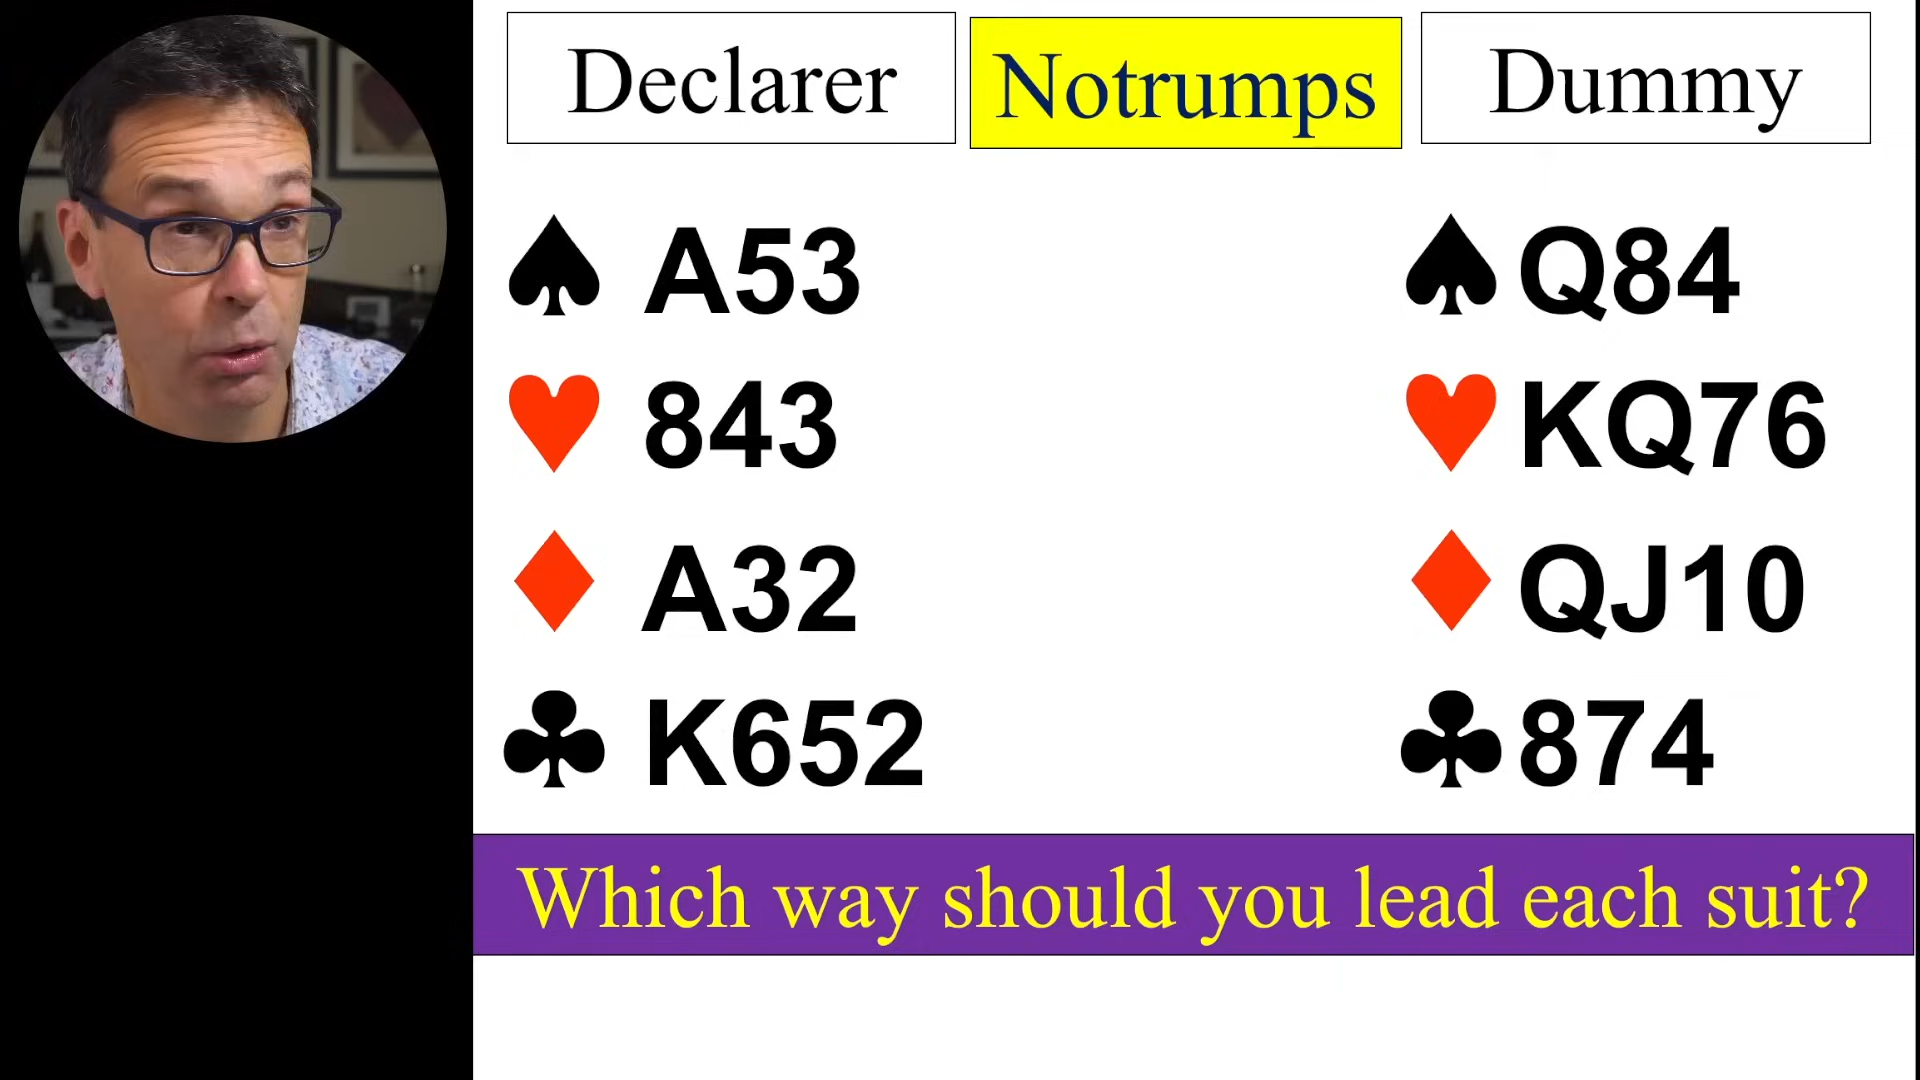 Declarer Notrumps Dummy
♠ A53 ♠ Q84
♥ 843 ♥ KQ76
♦ A32 ♦ QJ10
♣ K652 ♣ 874
Which way should you lead each suit?